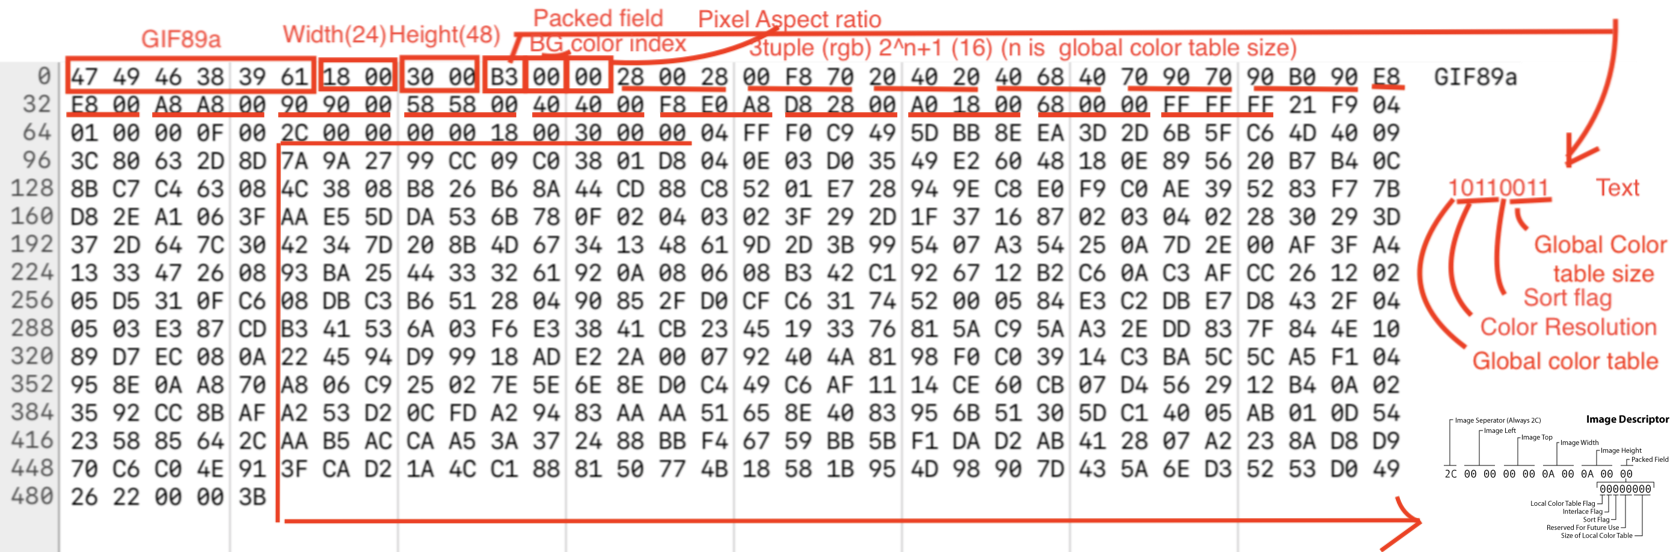 Packed field
Pixel Aspect ratio
GIF89a
Width(24)Height(48)
BG color index
3tuple (rgb) 2^n+1 (16) (n is global color table size)
0 47 49 46 38 39 61 18 00 30 00 B3 00 00 28 00 28 00 F8 70 20 40 20 40 68 40 70 90 70 90 B0 90 E8 GIF89a
32 E8 00 A8 A8 00 90 90 00 58 58 00 40 40 00 F8 E0 A8 D8 28 00 A0 18 00 68 00 00 FF FF FF 21 F9 04
64 01 00 00 0F 00 2C 00 00 00 00 18 00 30 00 00 04 FF F0 C9 49 5D BB 8E EA 3D 2D 6B 5F C6 4D 40 09
96 3C 80 63 2D 8D 7A 9A 27 99 CC 09 C0 38 01 D8 04 0E 03 D0 35 49 E2 60 48 18 0E 89 56 20 B7 B4 0C
128 8B C7 C4 63 08 4C 38 08 B8 26 B6 8A 44 CD 88 C8 52 01 E7 28 94 9E C8 E0 F9 C0 AE 39 52 83 F7 7B
160 D8 2E A1 06 3F AA E5 5D DA 53 6B 78 0F 02 04 03 02 3F 29 2D 1F 37 16 87 02 03 04 02 28 30 29 3D
192 37 2D 64 7C 30 42 34 7D 20 8B 4D 67 34 13 48 61 9D 2D 3B 99 54 07 A3 54 25 0A 7D 2E 00 AF 3F A4
224 13 33 47 26 08 93 BA 25 44 33 32 61 92 0A 08 06 08 B3 42 C1 92 67 12 B2 C6 0A C3 AF CC 26 12 02
256 05 D5 31 0F C6 08 DB C3 B6 51 28 04 90 85 2F D0 CF C6 31 74 52 00 05 84 E3 C2 DB E7 D8 43 2F 04
288 05 03 E3 87 CD B3 41 53 6A 03 F6 E3 38 41 CB 23 45 19 33 76 81 5A C9 5A A3 2E DD 83 7F 84 4E 10
320 89 D7 EC 08 0A 22 45 94 D9 99 18 AD E2 2A 00 07 92 40 4A 81 98 F0 C0 39 14 C3 BA 5C 5C A5 F1 04
352 95 8E 0A A8 70 A8 06 C9 25 02 7E 5E 6E 8E D0 C4 49 C6 AF 11 14 CE 60 CB 07 D4 56 29 12 B4 0A 02
384 35 92 CC 8B AF A2 53 D2 0C FD A2 94 83 AA AA 51 65 8E 40 83 95 6B 51 30 5D C1 40 05 AB 01 0D 54
416 23 58 85 64 2C AA B5 AC CA A5 3A 37 24 88 BB F4 67 59 BB 5B F1 DA D2 AB 41 28 07 A2 23 8A D8 D9
448 70 C6 C0 4E 91 3F CA D2 1A 4C C1 88 81 50 77 4B 18 58 1B 95 4D 98 90 7D 43 5A 6E D3 52 53 D0 49
480 26 22 00 00 3B
10110011 Text
Global Color
table size
Sort flag
Color Resolution
Global color table
Image Descriptor
Image Seperator (Always 2C)
Image Left
Image Top
Image Width
Image Height
Packed Field
2C 00 00 00 00 0A 00 0A 00 00
00000000
Local Color Table Flag
Interlace Flag
Sort Flag
Reserved For Future Use
Size of Local Color Table